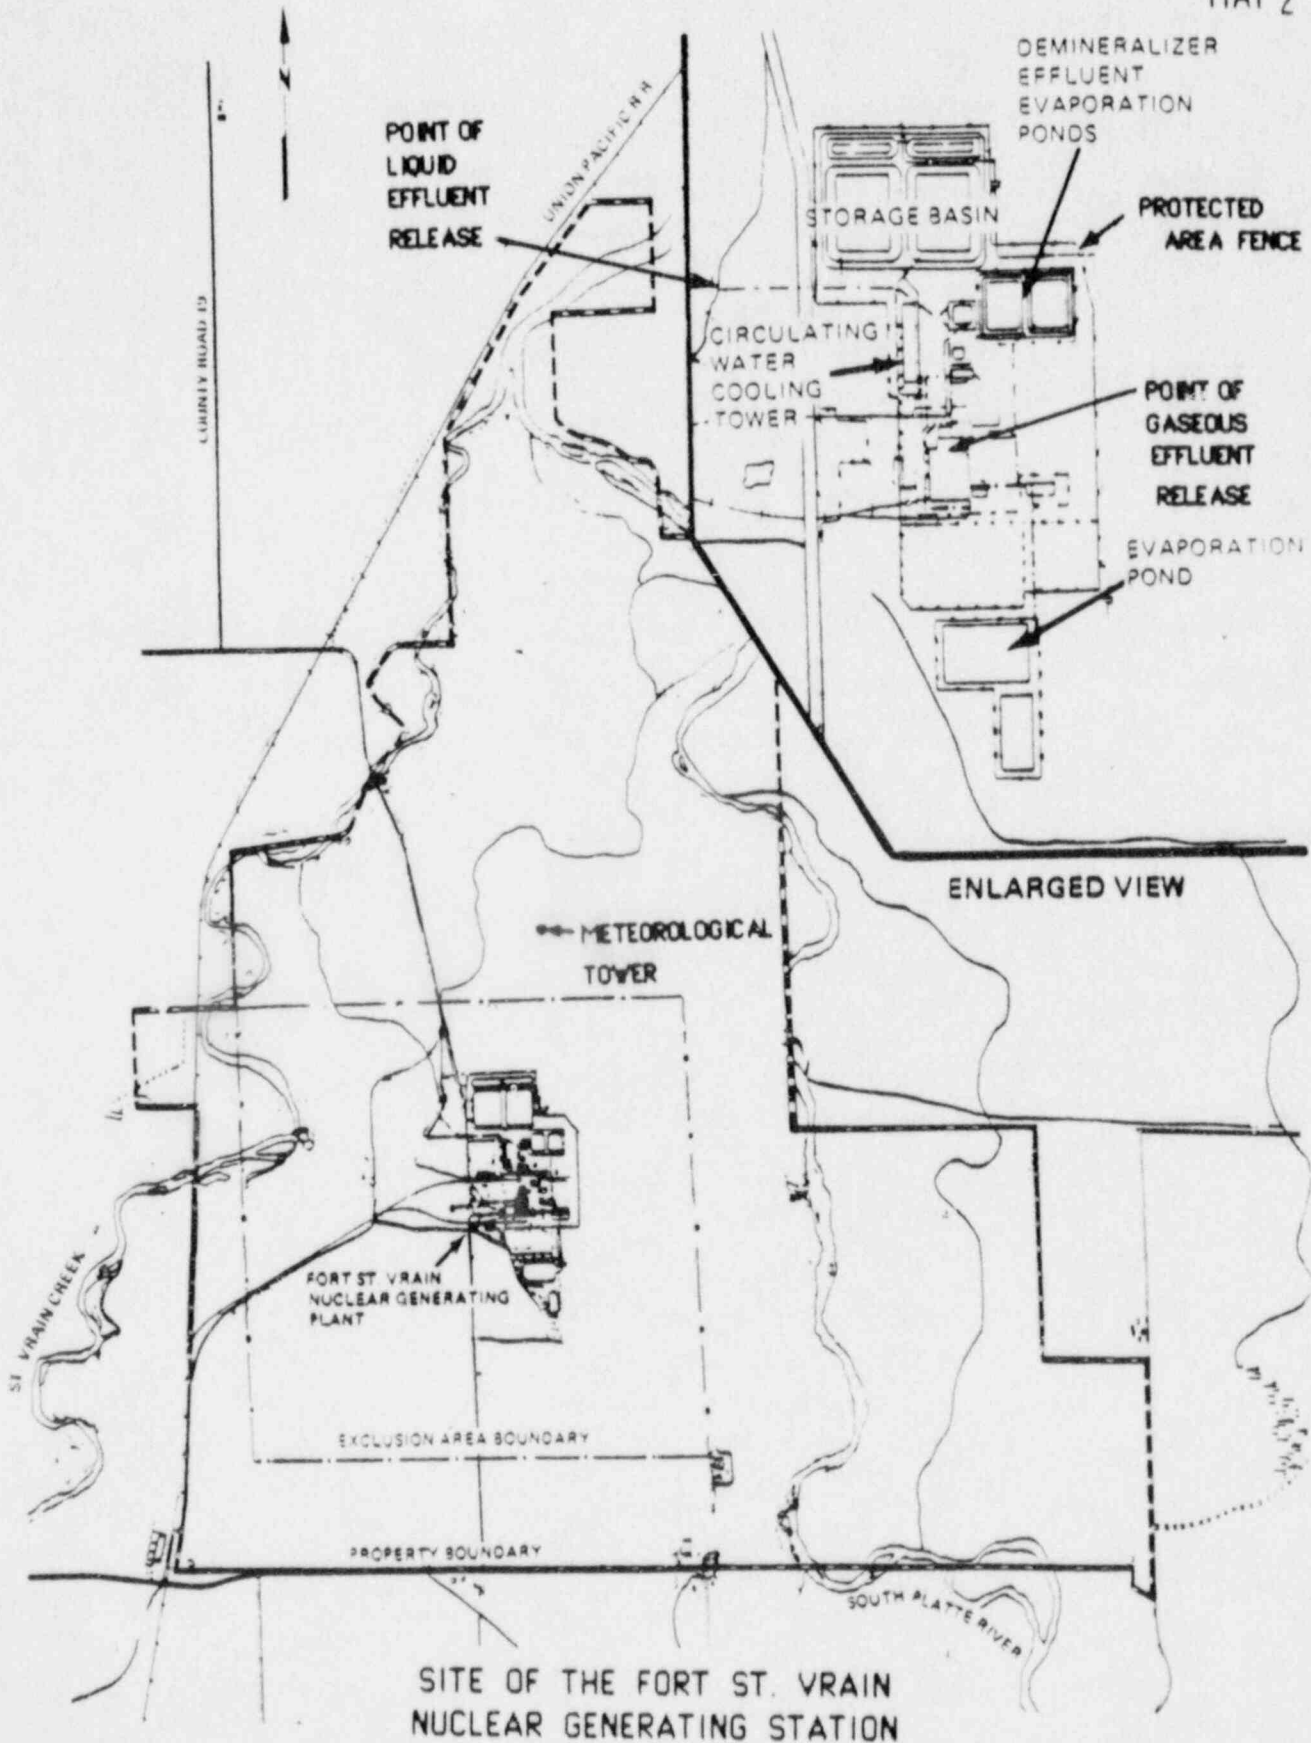 N
DEMINERALIZER
EFFLUENT
EVAPORATION
PONDS
POINT OF
LIQUID
EFFLUENT
RELEASE
UNION PACIFIC R R
STORAGE BASIN
PROTECTED
AREA FENCE
COUNTY ROAD 19
CIRCULATING
WATER
COOLING
TOWER
POINT OF
GASEOUS
EFFLUENT
RELEASE
EVAPORATION
POND
ENLARGED VIEW
METEOROLOGICAL
TOWER
FORT ST. VRAIN
NUCLEAR GENERATING
PLANT
ST VRAIN CREEK
EXCLUSION AREA BOUNDARY
PROPERTY BOUNDARY
SOUTH PLATTE RIVER
SITE OF THE FORT ST. VRAIN
NUCLEAR GENERATING STATION